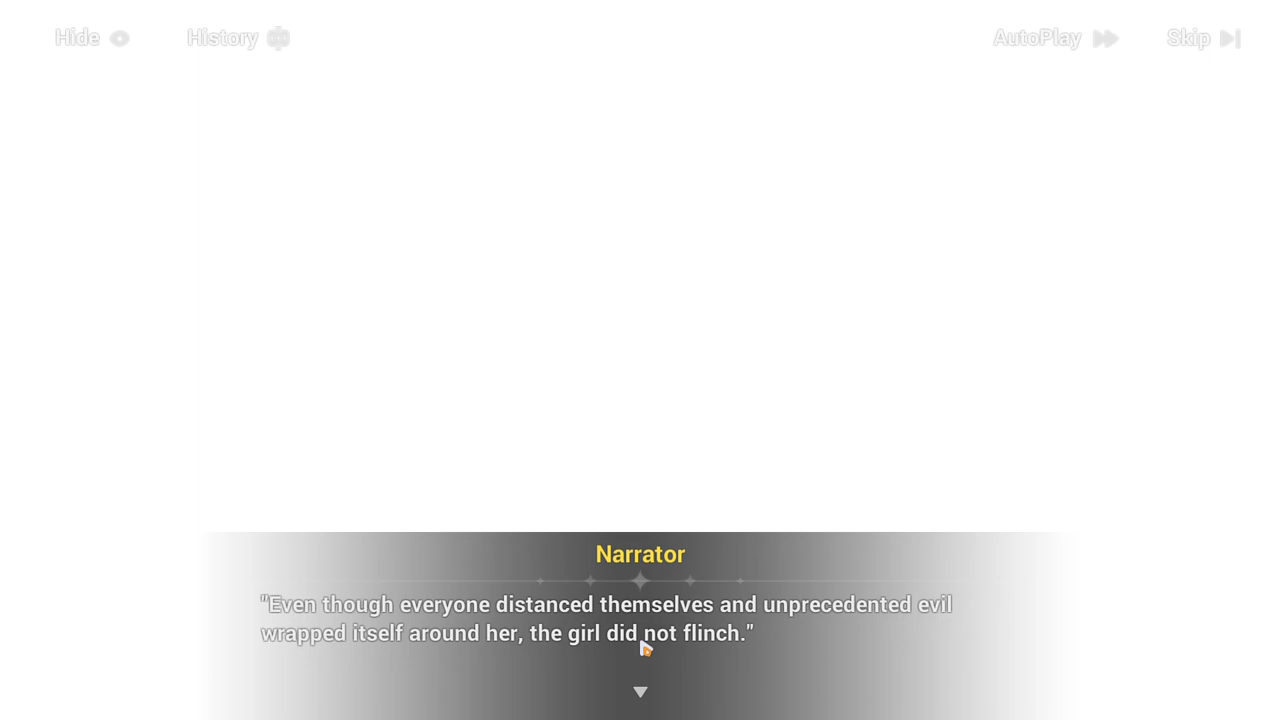 Hide
History
AutoPlay
Skip
Narrator
"Even though everyone distanced themselves and unprecedented evil
wrapped itself around her, the girl did not flinch."